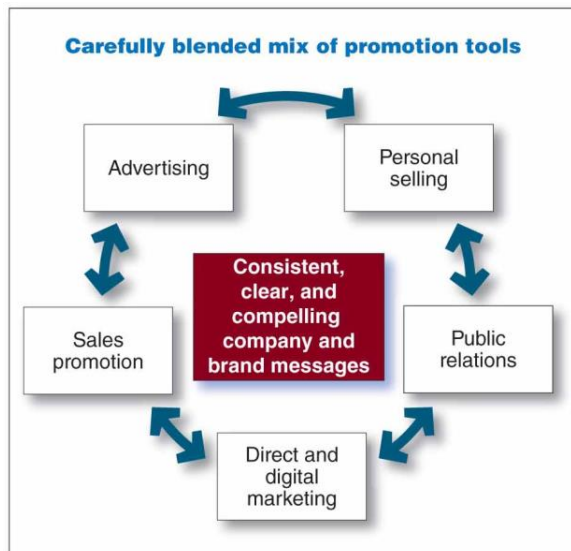 Carefully blended mix of promotion tools
Advertising
Personal
selling
Consistent,
clear, and
compelling
company and
brand messages
Sales
promotion
Public
relations
Direct and
digital
marketing